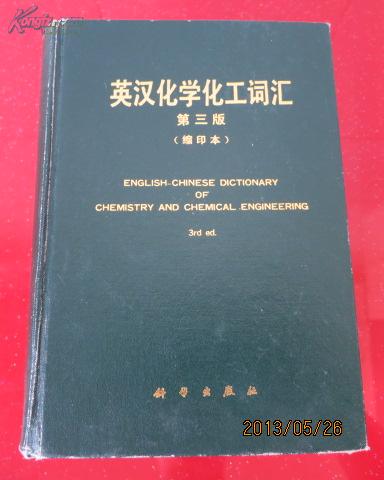 英汉化学化工词汇
第三版
（缩印本）
ENGLISH-CHINESE DICTIONARY
OF
CHEMISTRY AND CHEMICAL ENGINEERING
3rd ed.
科学出版社
2013/05/26